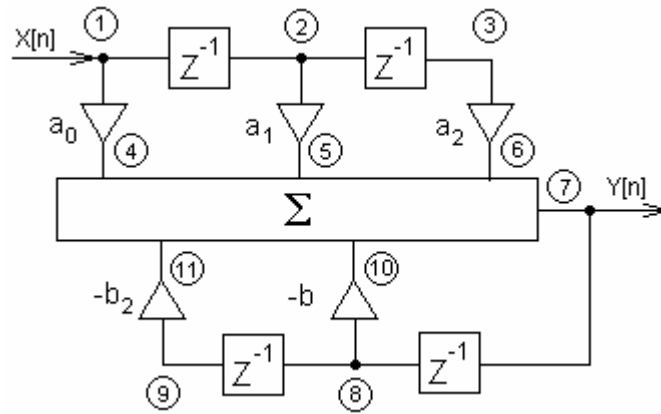 1 2 3
X[n]
Z⁻¹ Z⁻¹
a₀ 4 a₁ 5 a₂ 6
7 Y[n]
Σ
11 10
-b₂ -b
Z⁻¹ Z⁻¹
9 8